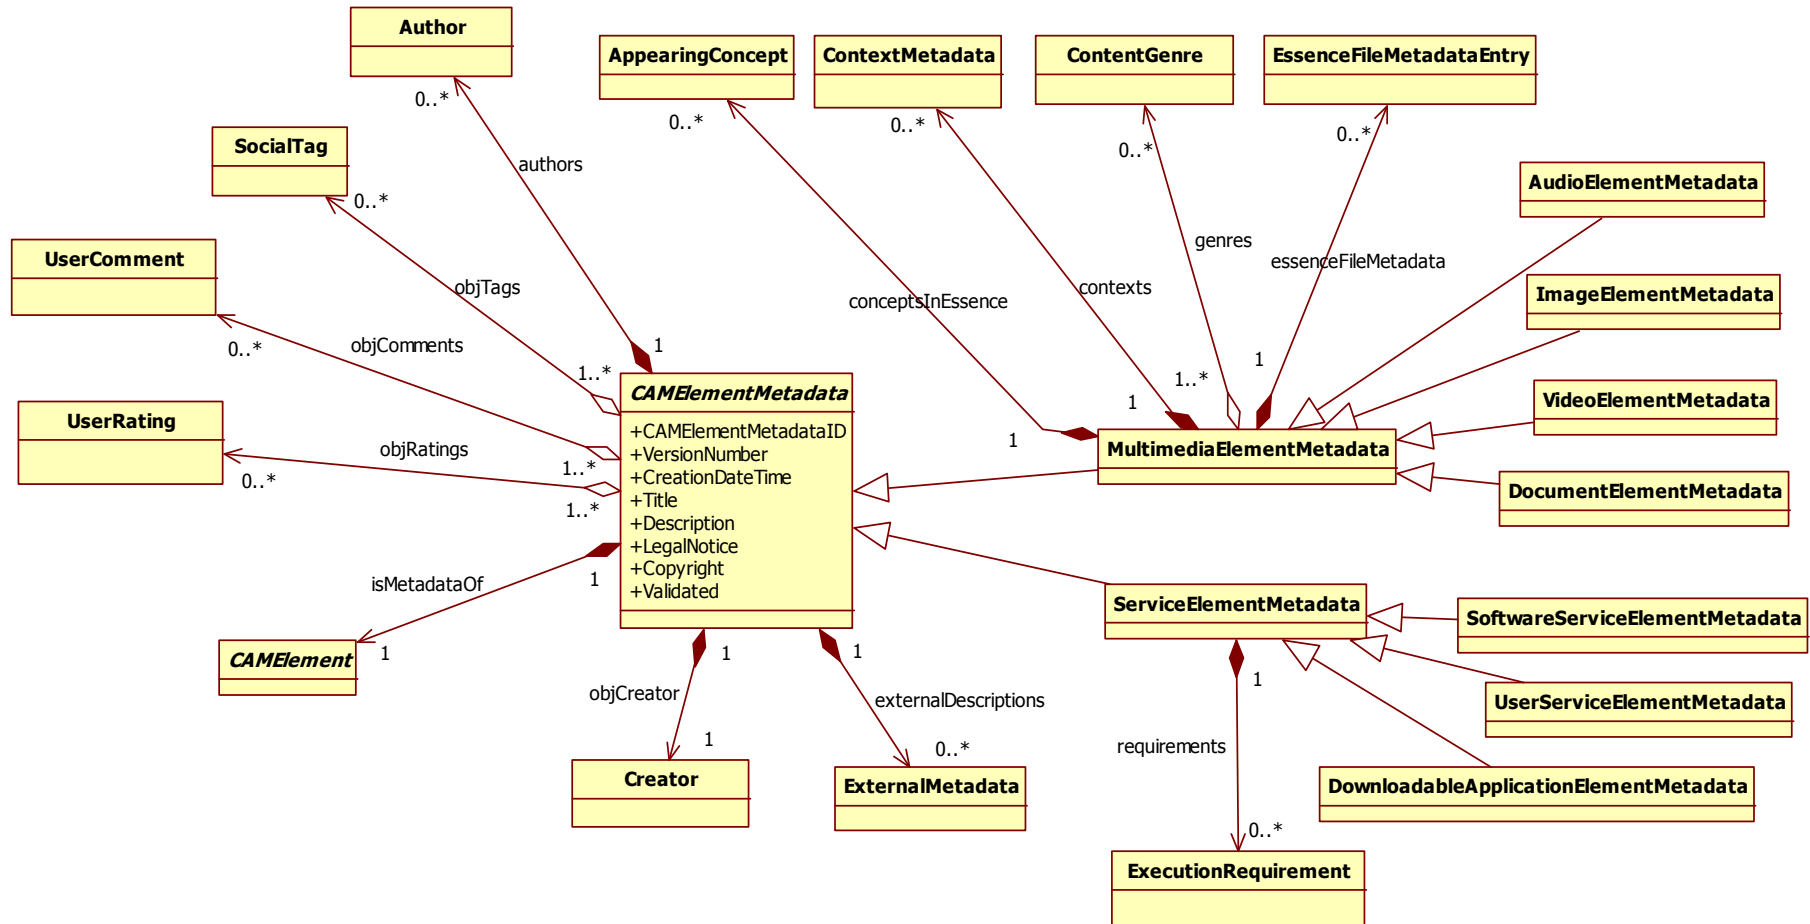 Author
AppearingConcept
ContextMetadata
ContentGenre
EssenceFileMetadataEntry
0..*
0..*
0..*
0..*
0..*
SocialTag
authors
AudioElementMetadata
0..*
UserComment
genres
essenceFileMetadata
objTags
conceptsInEssence
contexts
ImageElementMetadata
0..*
objComments
1
1
1..*
1..*
CAMElementMetadata
1
VideoElementMetadata
UserRating
+CAMElementMetadataID
+VersionNumber
+CreationDateTime
+Title
+Description
+LegalNotice
+Copyright
+Validated
objRatings
1
MultimediaElementMetadata
0..*
1..*
1..*
DocumentElementMetadata
isMetadataOf
1
ServiceElementMetadata
SoftwareServiceElementMetadata
CAMElement
1
1
1
1
objCreator
externalDescriptions
UserServiceElementMetadata
1
0..*
requirements
Creator
ExternalMetadata
DownloadableApplicationElementMetadata
0..*
ExecutionRequirement